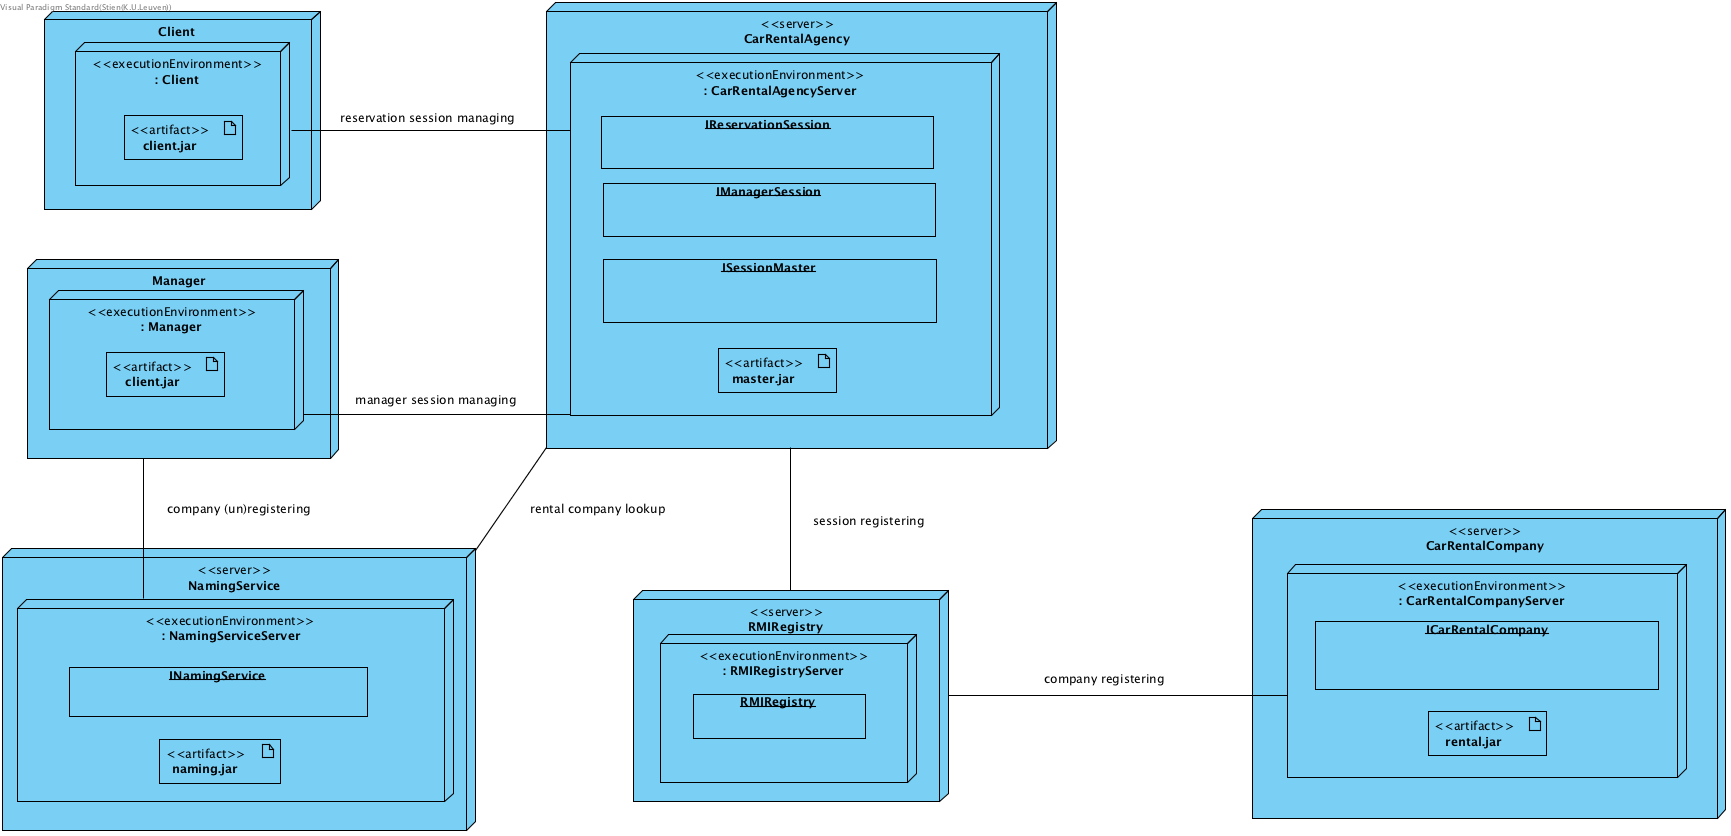 Visual Paradigm Standard(Stien(K.U.Leuven))
Client
<<executionEnvironment>>
: Client
<<artifact>>
client.jar
reservation session managing
<<server>>
CarRentalAgency
<<executionEnvironment>>
: CarRentalAgencyServer
IReservationSession
IManagerSession
ISessionMaster
<<artifact>>
master.jar
Manager
<<executionEnvironment>>
: Manager
<<artifact>>
client.jar
manager session managing
company (un)registering
rental company lookup
session registering
<<server>>
NamingService
<<executionEnvironment>>
: NamingServiceServer
INamingService
<<artifact>>
naming.jar
<<server>>
RMIRegistry
<<executionEnvironment>>
: RMIRegistryServer
RMIRegistry
company registering
<<server>>
CarRentalCompany
<<executionEnvironment>>
: CarRentalCompanyServer
ICarRentalCompany
<<artifact>>
rental.jar